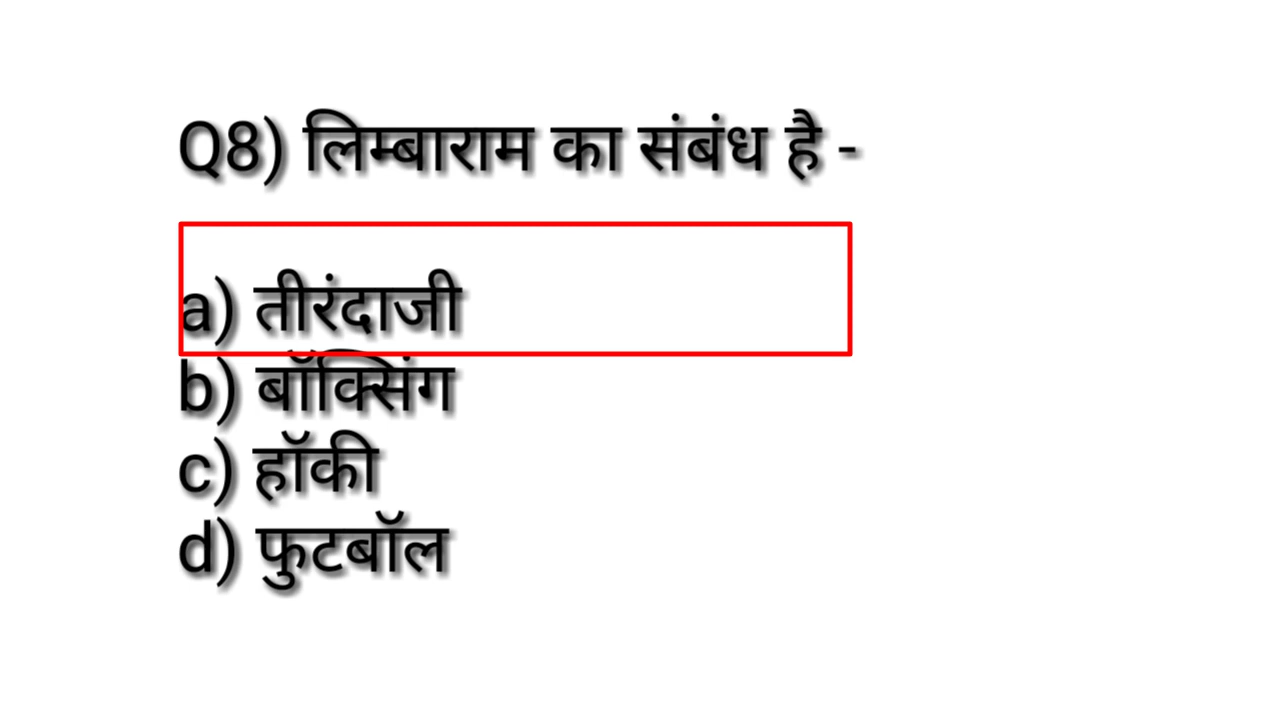 Q8) लिम्बाराम का संबंध है -
a) तीरंदाजी
b) बॉक्सिंग
c) हॉकी
d) फुटबॉल